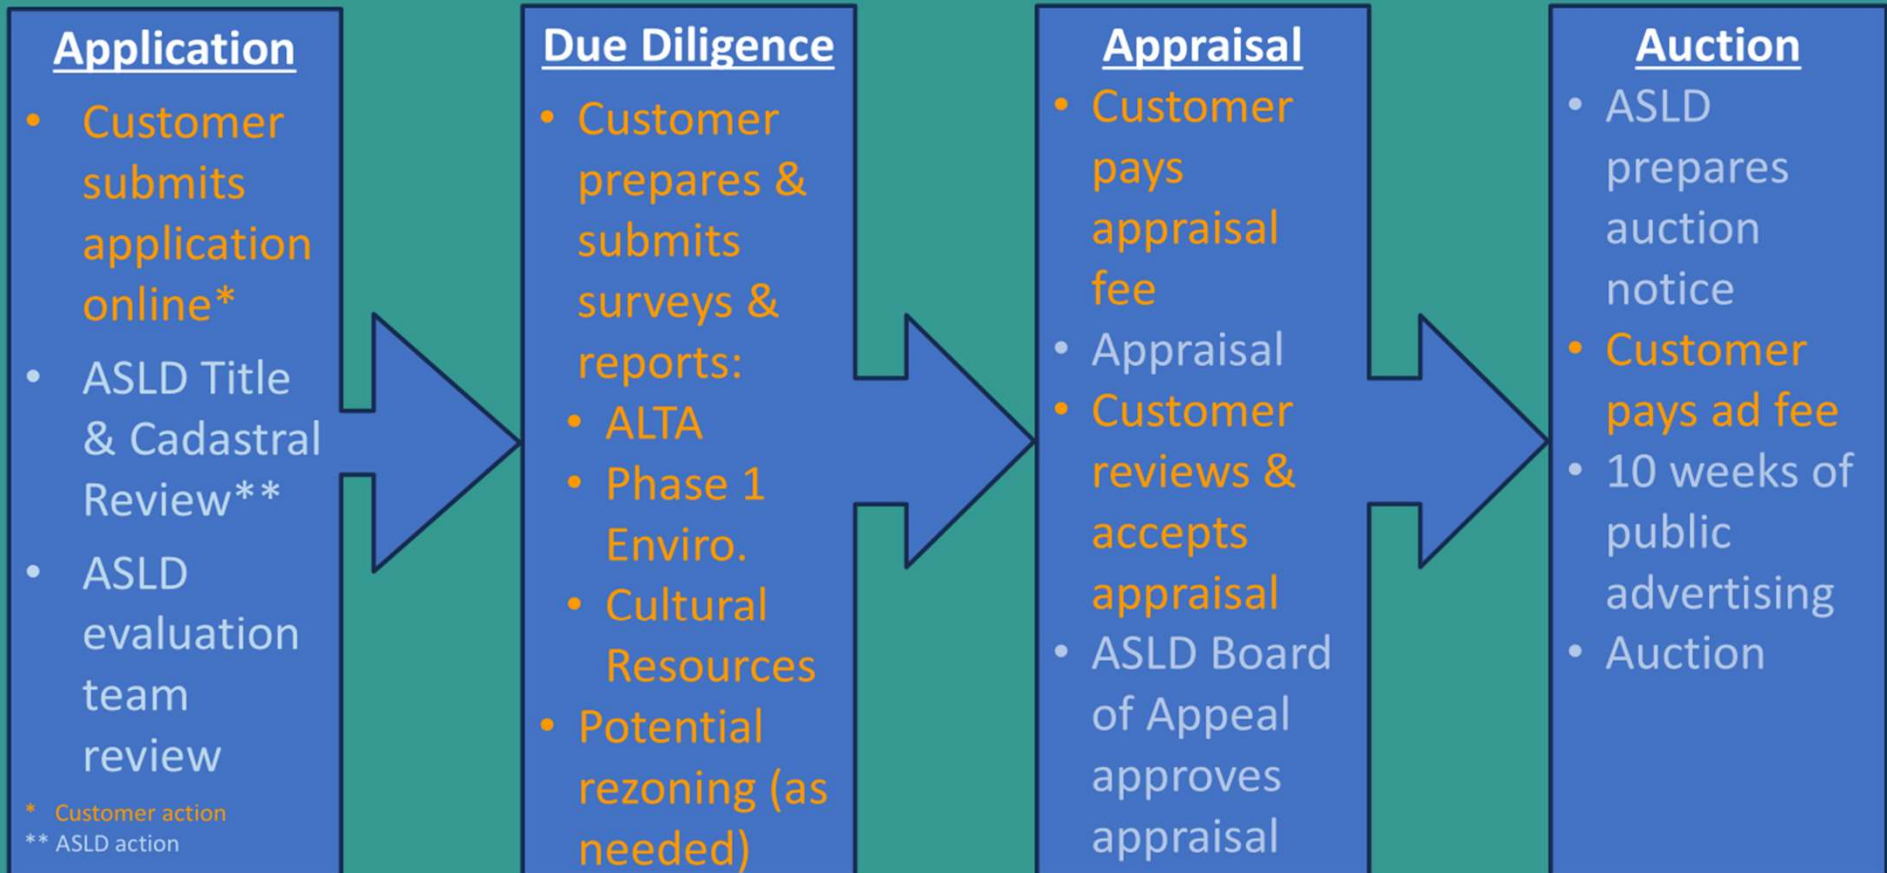 Application
• Customer
submits
application
online*
• ASLD Title
& Cadastral
Review**
• ASLD
evaluation
team
review
* Customer action
** ASLD action
Due Diligence
• Customer
prepares &
submits
surveys &
reports:
• ALTA
• Phase 1
Enviro.
• Cultural
Resources
• Potential
rezoning (as
needed)
Appraisal
• Customer
pays
appraisal
fee
• Appraisal
• Customer
reviews &
accepts
appraisal
• ASLD Board
of Appeal
approves
appraisal
Auction
• ASLD
prepares
auction
notice
• Customer
pays ad fee
• 10 weeks of
public
advertising
• Auction